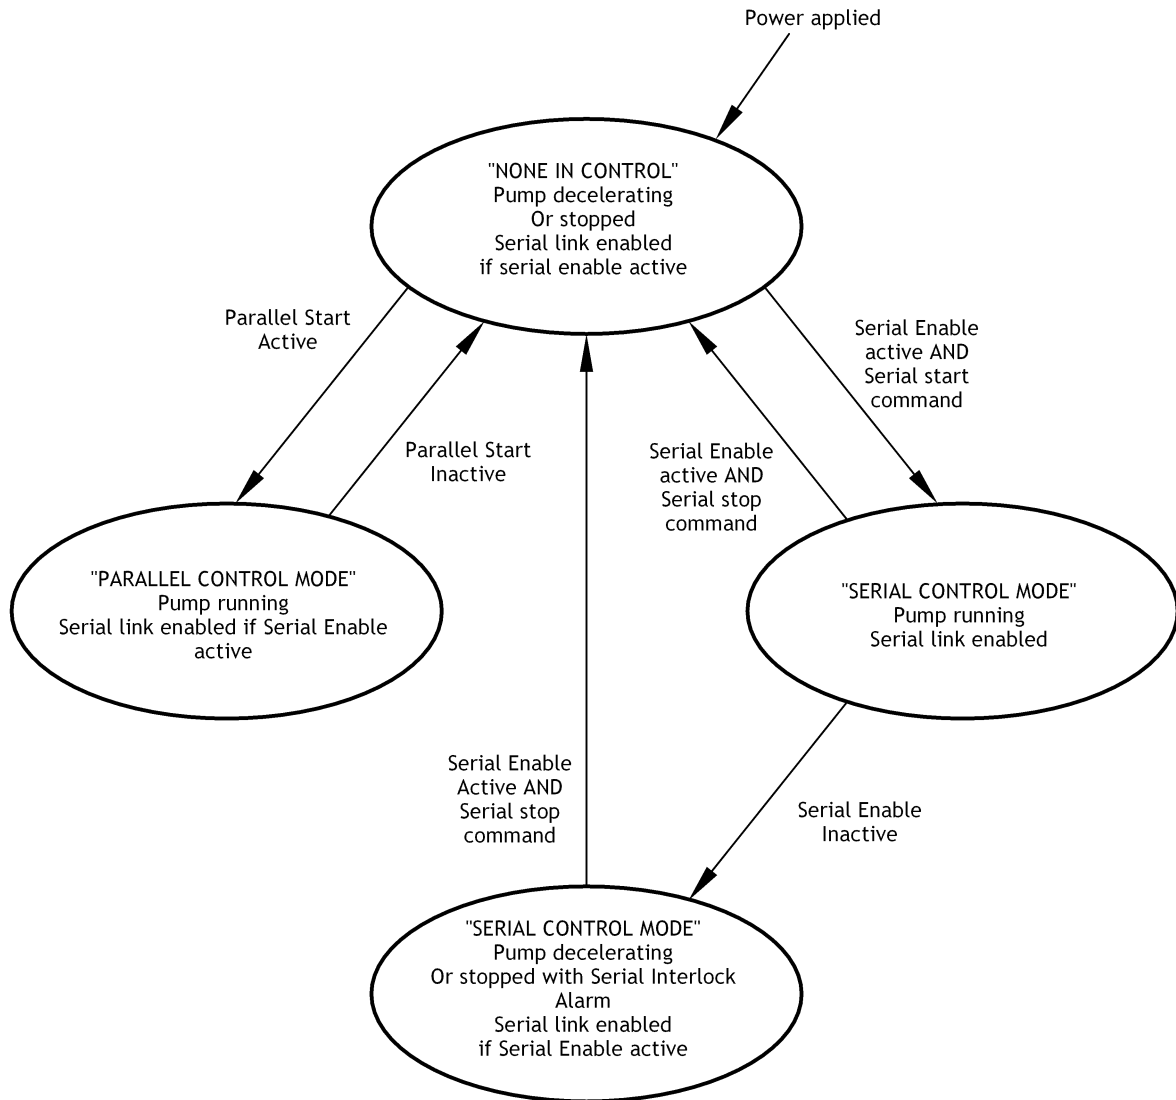 Power applied
"NONE IN CONTROL"
Pump decelerating
Or stopped
Serial link enabled
if serial enable active
Parallel Start
Active
Serial Enable
active AND
Serial start
command
Parallel Start
Inactive
Serial Enable
active AND
Serial stop
command
"PARALLEL CONTROL MODE"
Pump running
Serial link enabled if Serial Enable
active
"SERIAL CONTROL MODE"
Pump running
Serial link enabled
Serial Enable
Active AND
Serial stop
command
Serial Enable
Inactive
"SERIAL CONTROL MODE"
Pump decelerating
Or stopped with Serial Interlock
Alarm
Serial link enabled
if Serial Enable active